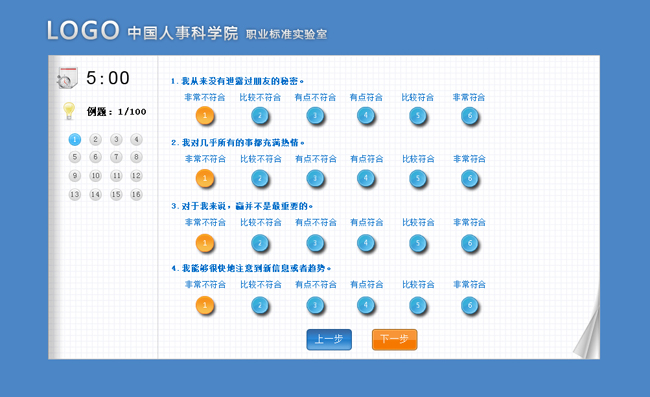 LOGO 中国人事科学院 职业标准实验室
5:00
例题：1/100
1 2 3 4
5 6 7 8
9 10 11 12
13 14 15 16
1.我从来没有泄露过朋友的秘密。
非常不符合 比较不符合 有点不符合 有点符合 比较符合 非常符合
1 2 3 4 5 6
2.我对几乎所有的事都充满热情。
非常不符合 比较不符合 有点不符合 有点符合 比较符合 非常符合
1 2 3 4 5 6
3.对于我来说，赢并不是最重要的。
非常不符合 比较不符合 有点不符合 有点符合 比较符合 非常符合
1 2 3 4 5 6
4.我能够很快地注意到新信息或者趋势。
非常不符合 比较不符合 有点不符合 有点符合 比较符合 非常符合
1 2 3 4 5 6
上一步 下一步